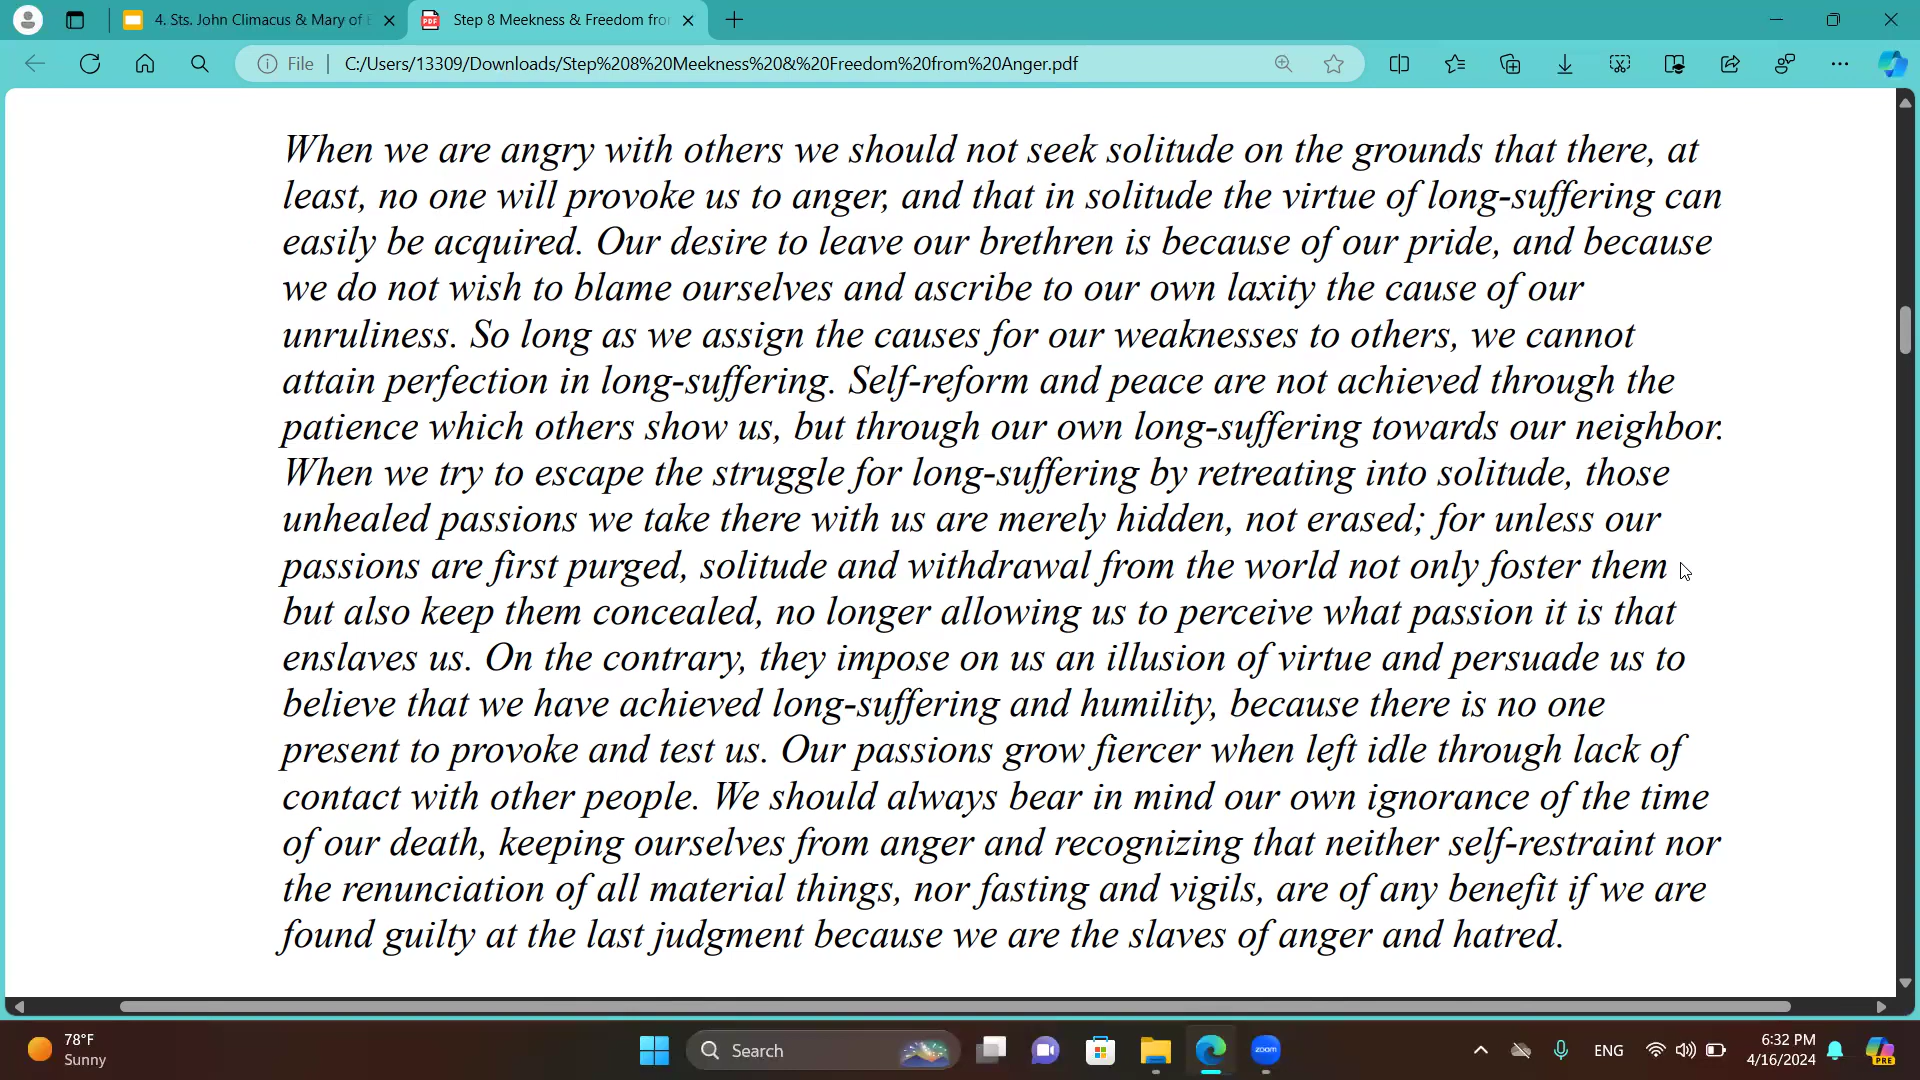 4. Sts. John Climacus & Mary of E
Step 8 Meekness & Freedom fro
File
C:/Users/13309/Downloads/Step%208%20Meekness%20&%20Freedom%20from%20Anger.pdf
When we are angry with others we should not seek solitude on the grounds that there, at
least, no one will provoke us to anger, and that in solitude the virtue of long-suffering can
easily be acquired. Our desire to leave our brethren is because of our pride, and because
we do not wish to blame ourselves and ascribe to our own laxity the cause of our
unruliness. So long as we assign the causes for our weaknesses to others, we cannot
attain perfection in long-suffering. Self-reform and peace are not achieved through the
patience which others show us, but through our own long-suffering towards our neighbor.
When we try to escape the struggle for long-suffering by retreating into solitude, those
unhealed passions we take there with us are merely hidden, not erased; for unless our
passions are first purged, solitude and withdrawal from the world not only foster them
but also keep them concealed, no longer allowing us to perceive what passion it is that
enslaves us. On the contrary, they impose on us an illusion of virtue and persuade us to
believe that we have achieved long-suffering and humility, because there is no one
present to provoke and test us. Our passions grow fiercer when left idle through lack of
contact with other people. We should always bear in mind our own ignorance of the time
of our death, keeping ourselves from anger and recognizing that neither self-restraint nor
the renunciation of all material things, nor fasting and vigils, are of any benefit if we are
found guilty at the last judgment because we are the slaves of anger and hatred.
78°F
Sunny
Search
zoom
ENG
6:32 PM
4/16/2024
PRE